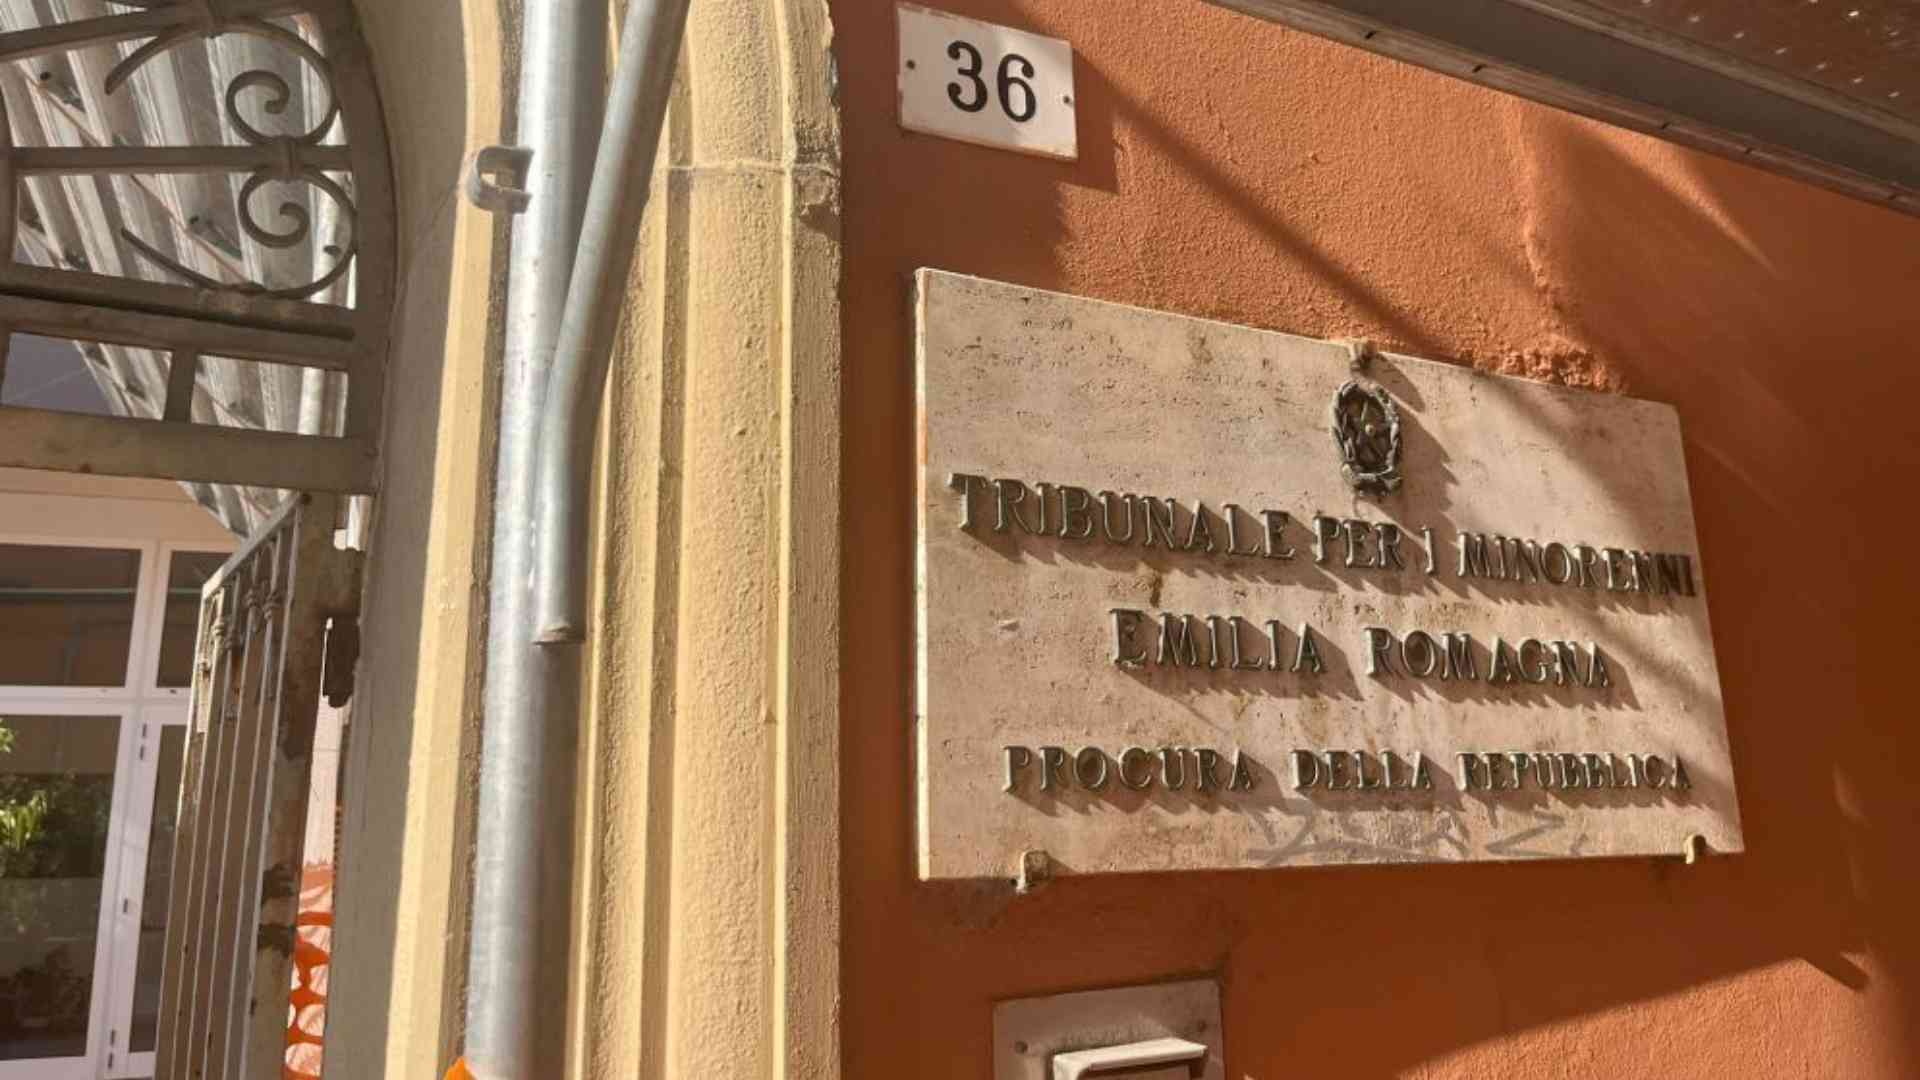 36
TRIBUNALE PER I MINORENNI
EMILIA ROMAGNA
PROCURA DELLA REPUBBLICA